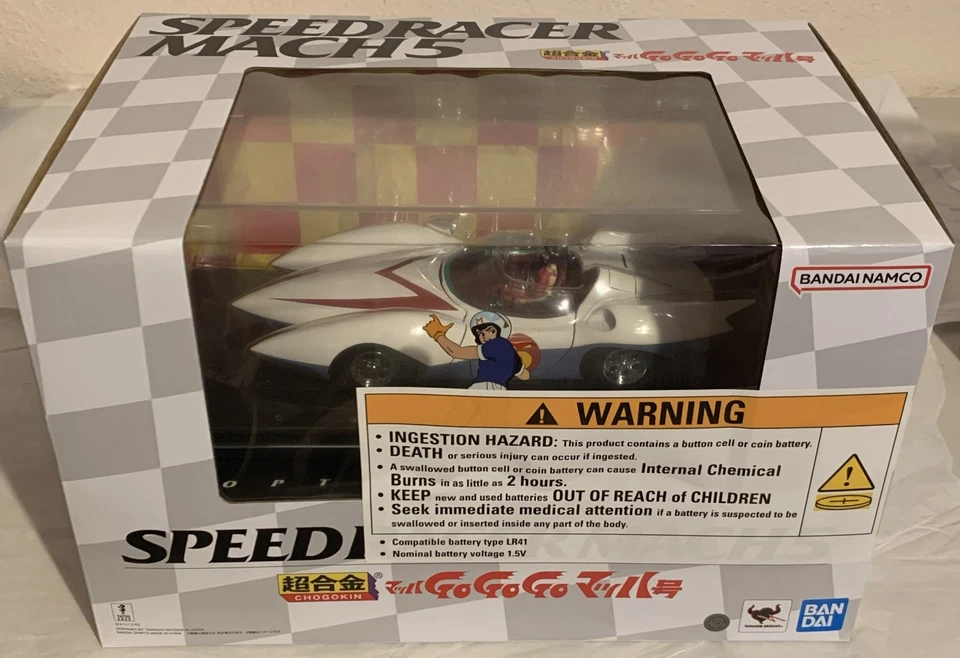 SPEED RACER
MACH 5
超合金
CHOGOKIN
マッハGoGoGo マッハ号
BANDAI NAMCO
M
OPT
⚠ WARNING
• INGESTION HAZARD: This product contains a button cell or coin battery.
• DEATH or serious injury can occur if ingested.
• A swallowed button cell or coin battery can cause Internal Chemical
Burns in as little as 2 hours.
• KEEP new and used batteries OUT OF REACH of CHILDREN
• Seek immediate medical attention if a battery is suspected to be
swallowed or inserted inside any part of the body.
• Compatible battery type LR41
• Nominal battery voltage 1.5V
SPEED
超合金®
CHOGOKIN
マッハGoGoGo マッハ号
BAN
DAI